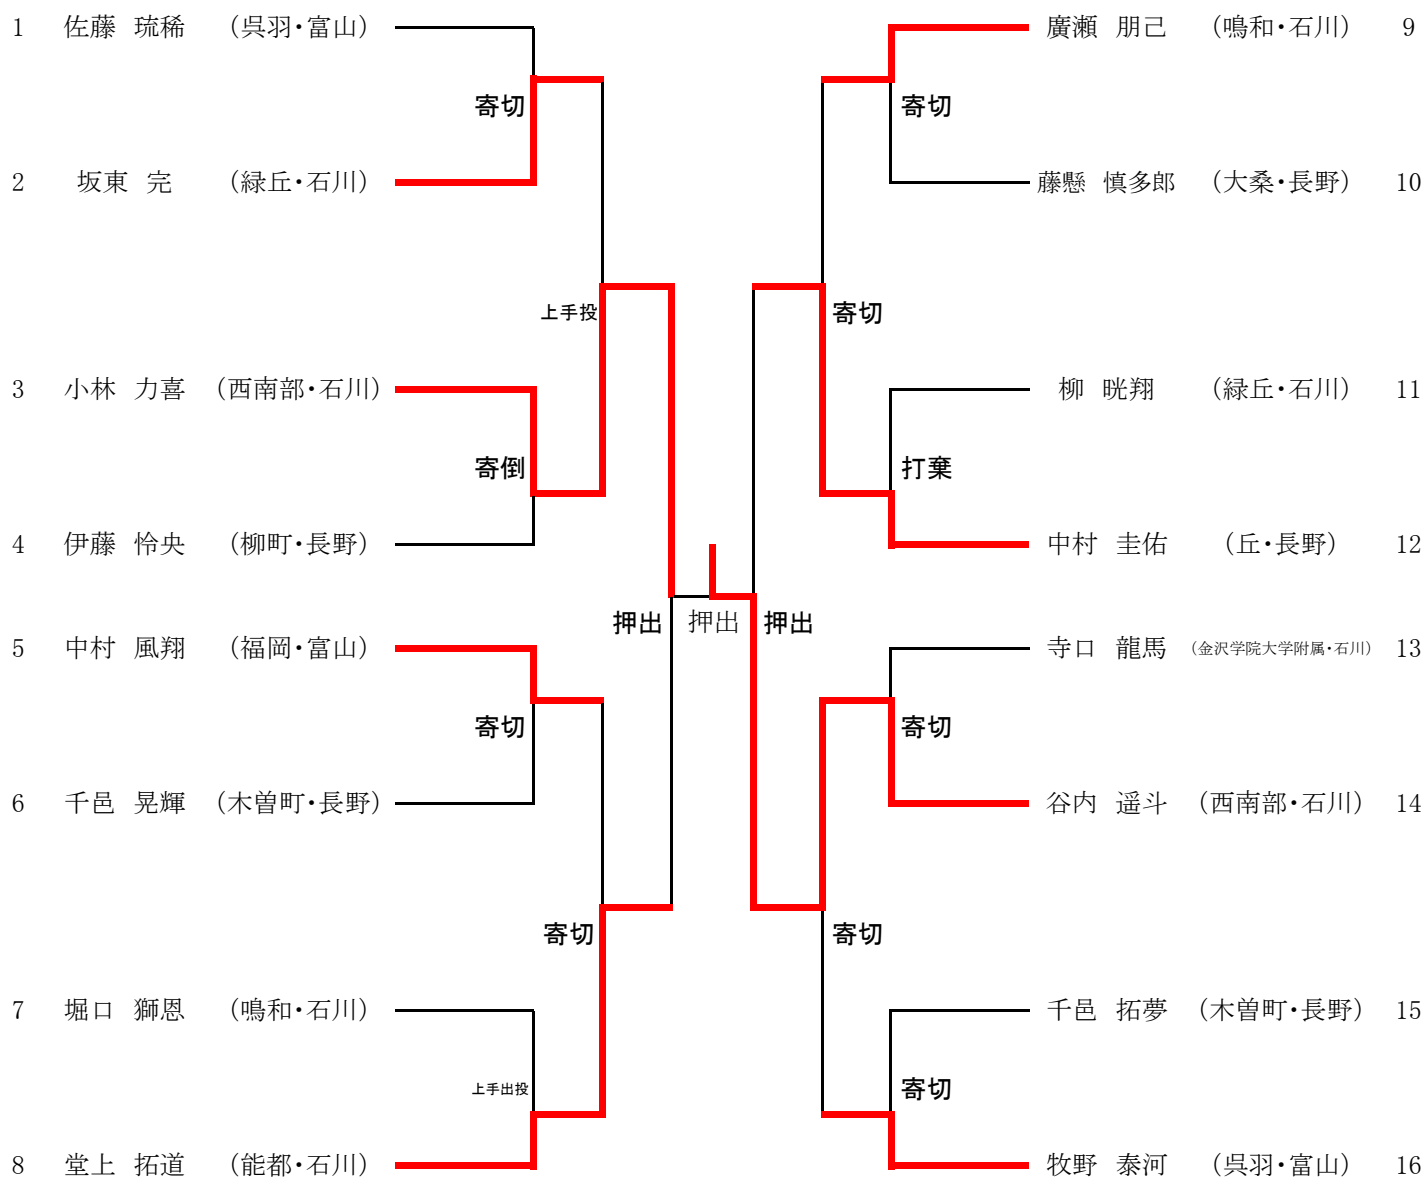 1 佐藤 琉稀 （呉羽・富山）
寄切
2 坂東 完 （緑丘・石川）
上手投
3 小林 力喜 （西南部・石川）
寄倒
4 伊藤 怜央 （柳町・長野）
押出
5 中村 風翔 （福岡・富山）
寄切
6 千邑 晃輝 （木曽町・長野）
寄切
7 堀口 獅恩 （鳴和・石川）
上手出投
8 堂上 拓道 （能都・石川）
押出
廣瀬 朋己 （鳴和・石川） 9
寄切
藤懸 慎多郎 （大桑・長野） 10
寄切
柳 晄翔 （緑丘・石川） 11
打棄
中村 圭佑 （丘・長野） 12
押出
寺口 龍馬 （金沢学院大学附属・石川） 13
寄切
谷内 遥斗 （西南部・石川） 14
寄切
千邑 拓夢 （木曽町・長野） 15
寄切
牧野 泰河 （呉羽・富山） 16